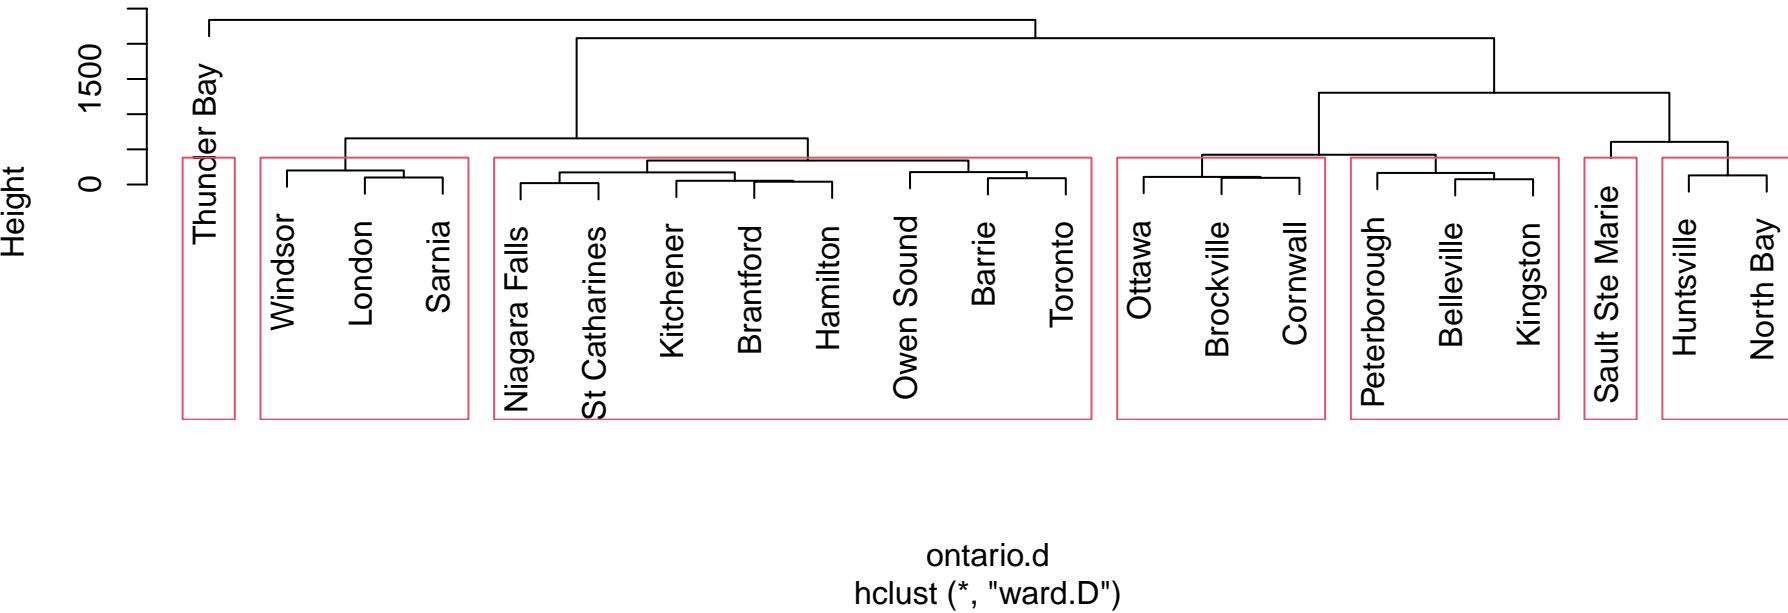 Height
0
1500
Thunder Bay
Windsor
London
Sarnia
Niagara Falls
St Catharines
Kitchener
Brantford
Hamilton
Owen Sound
Barrie
Toronto
Ottawa
Brockville
Cornwall
Peterborough
Belleville
Kingston
Sault Ste Marie
Huntsville
North Bay
ontario.d
hclust (*, "ward.D")